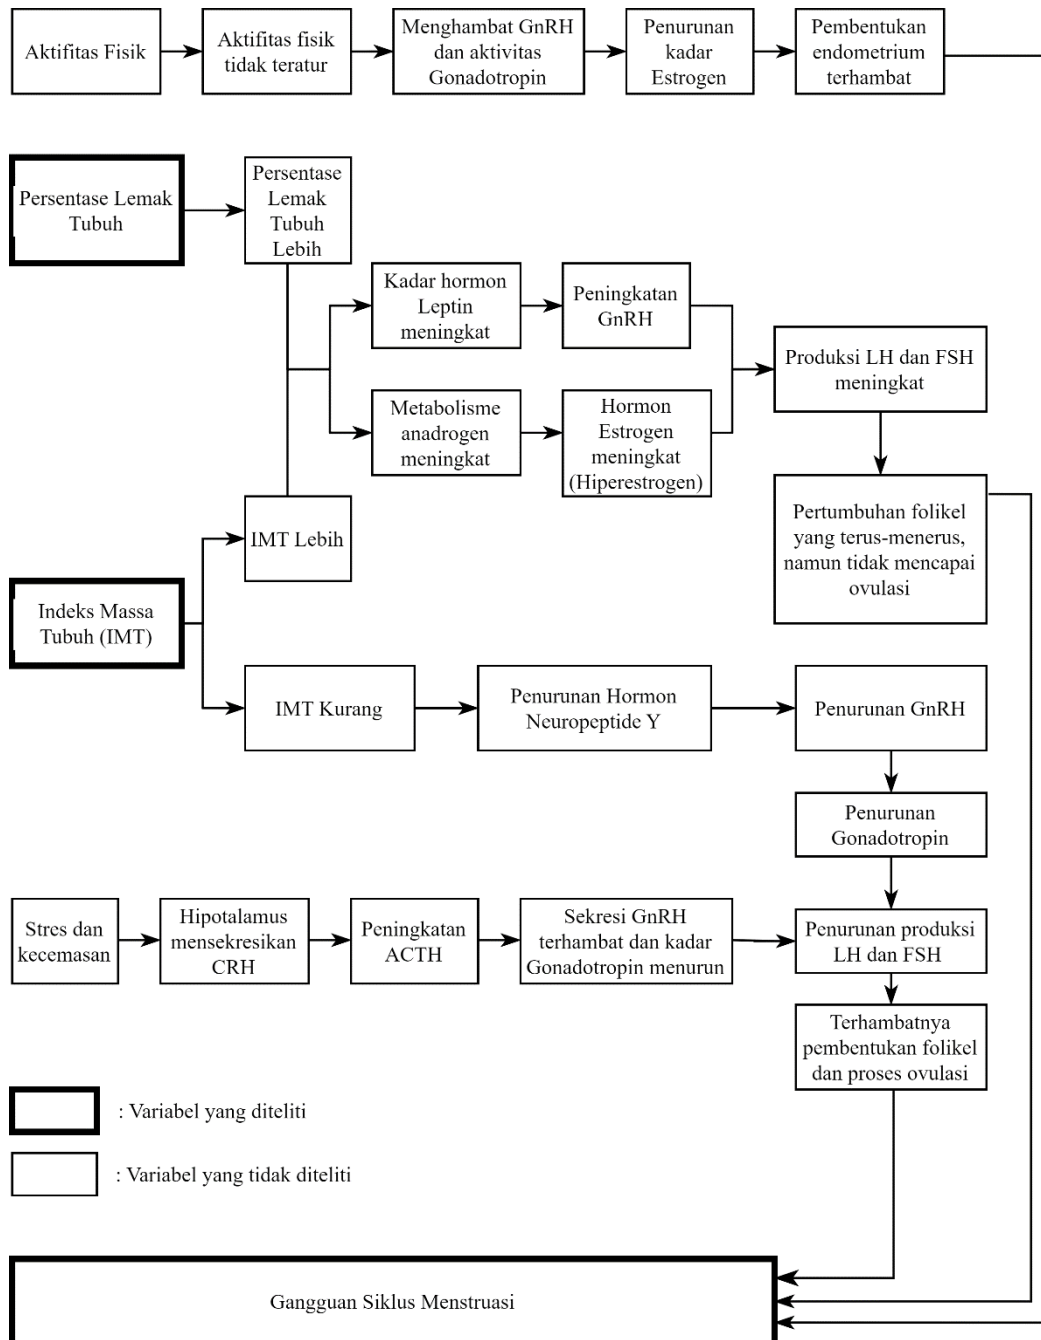 Aktifitas Fisik
Aktifitas fisik
tidak teratur
Menghambat GnRH
dan aktivitas
Gonadotropin
Penurunan
kadar
Estrogen
Pembentukan
endometrium
terhambat
Persentase Lemak
Tubuh
Persentase
Lemak
Tubuh
Lebih
Kadar hormon
Leptin
meningkat
Peningkatan
GnRH
Produksi LH dan FSH
meningkat
Metabolisme
anadrogen
meningkat
Hormon
Estrogen
meningkat
(Hiperestrogen)
Pertumbuhan folikel
yang terus-menerus,
namun tidak mencapai
ovulasi
IMT Lebih
Indeks Massa
Tubuh (IMT)
IMT Kurang
Penurunan Hormon
Neuropeptide Y
Penurunan GnRH
Penurunan
Gonadotropin
Stres dan
kecemasan
Hipotalamus
mensekresikan
CRH
Peningkatan
ACTH
Sekresi GnRH
terhambat dan kadar
Gonadotropin menurun
Penurunan produksi
LH dan FSH
Terhambatnya
pembentukan folikel
dan proses ovulasi
: Variabel yang diteliti
: Variabel yang tidak diteliti
Gangguan Siklus Menstruasi